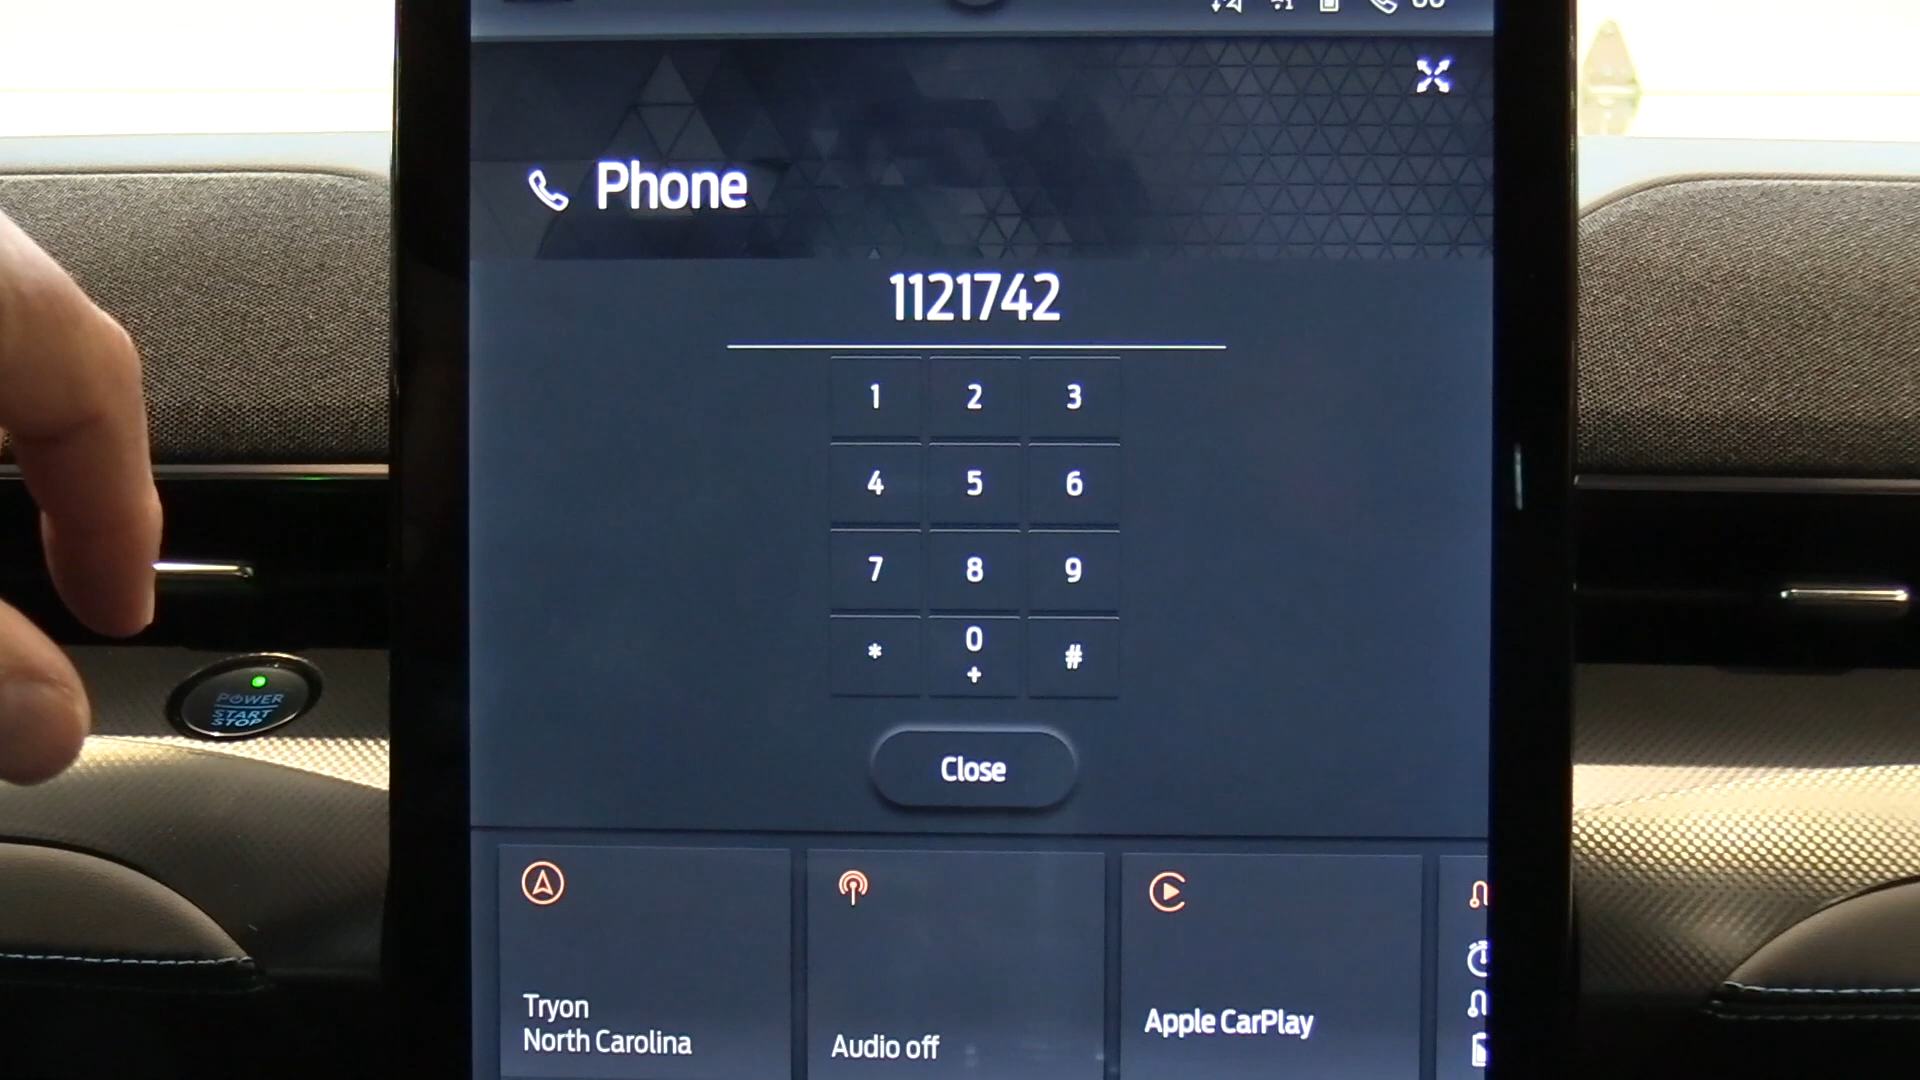 Phone
1121742
1 2 3
4 5 6
7 8 9
* 0 #
+
Close
POWER
START
STOP
Tryon
North Carolina
Audio off
Apple CarPlay